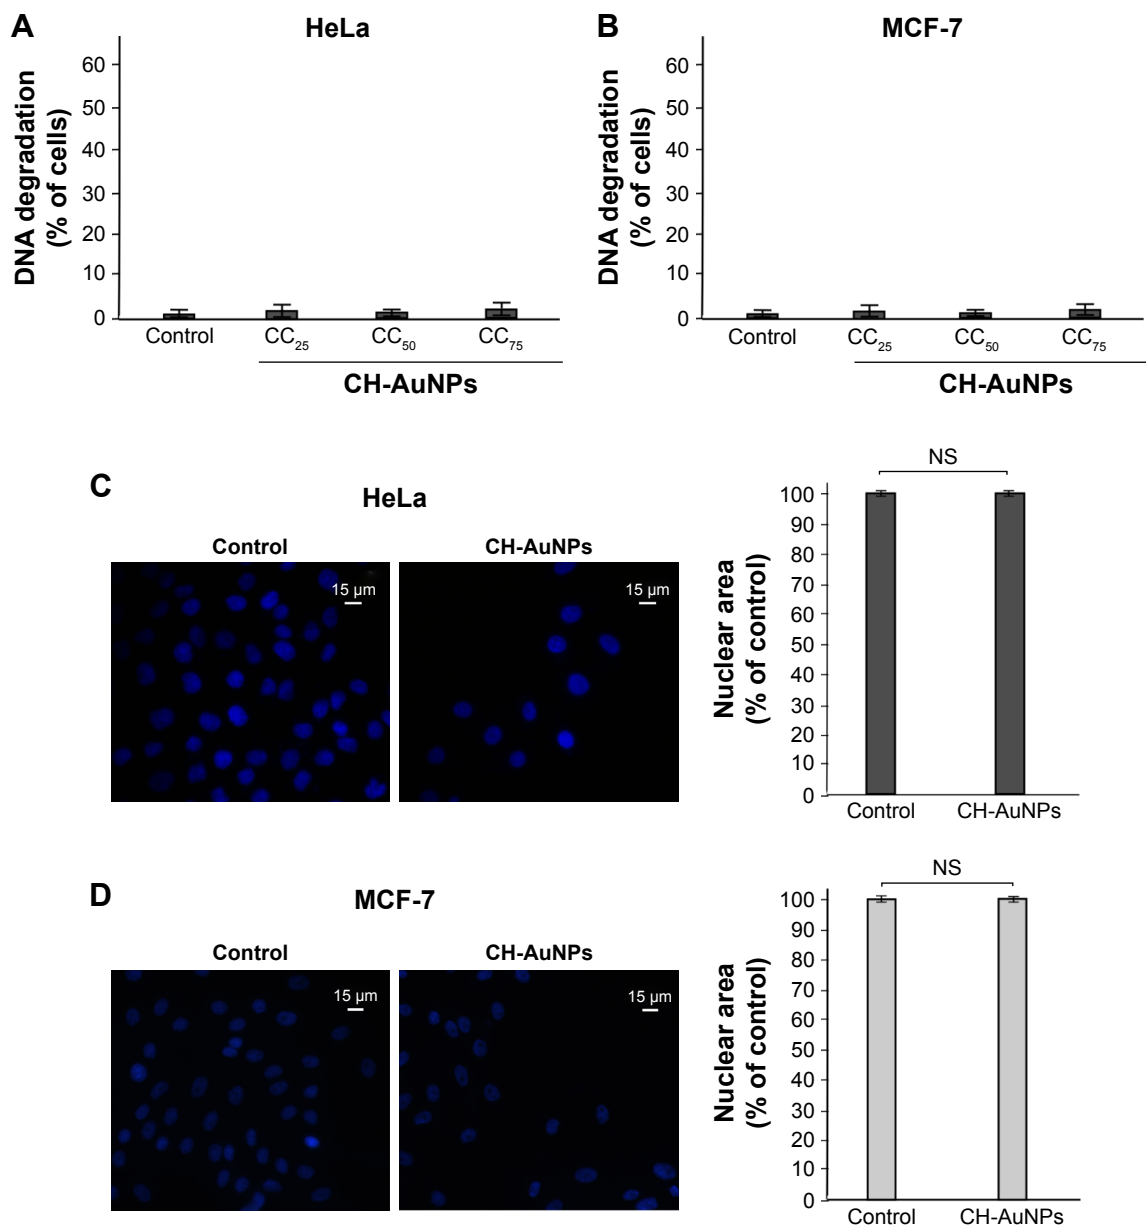 A
HeLa
DNA degradation
(% of cells)
60
50
40
30
20
10
0
Control
CC25
CC50
CC75
CH-AuNPs
B
MCF-7
DNA degradation
(% of cells)
60
50
40
30
20
10
0
Control
CC25
CC50
CC75
CH-AuNPs
C
HeLa
Control
15 µm
CH-AuNPs
15 µm
NS
Nuclear area
(% of control)
100
90
80
70
60
50
40
30
20
10
0
Control
CH-AuNPs
D
MCF-7
Control
15 µm
CH-AuNPs
15 µm
NS
Nuclear area
(% of control)
100
90
80
70
60
50
40
30
20
10
0
Control
CH-AuNPs